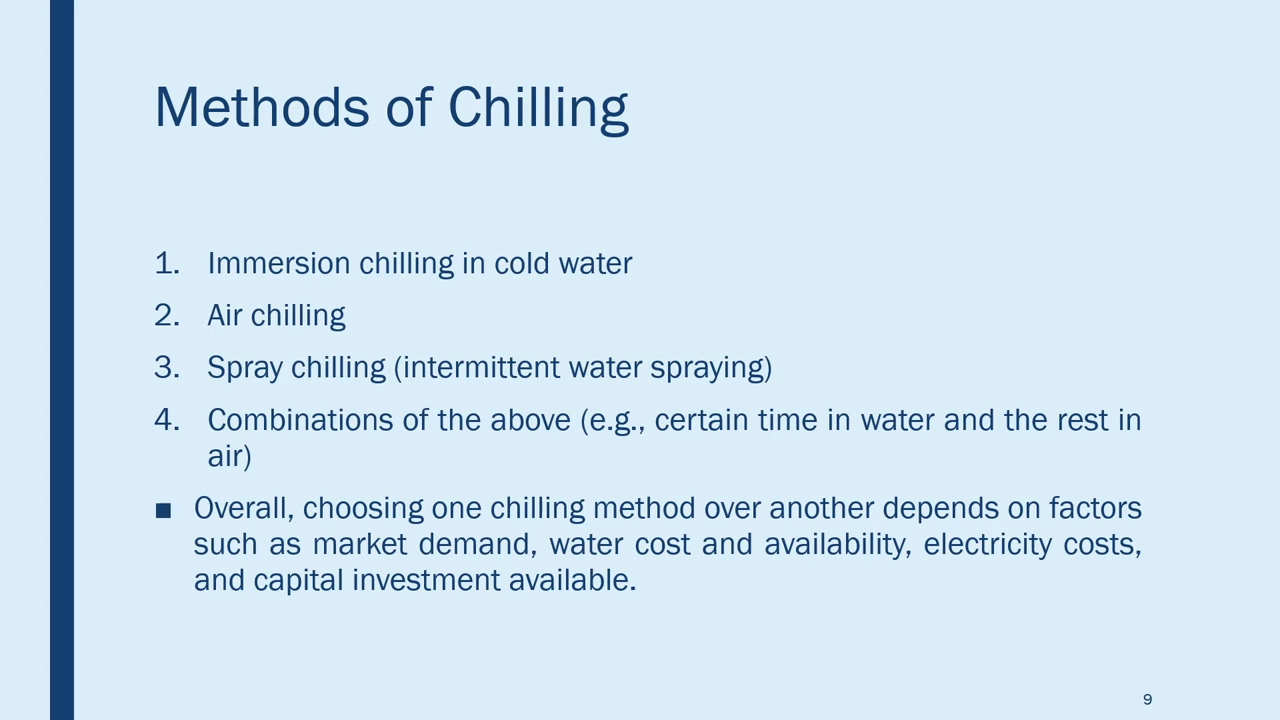 Methods of Chilling
1. Immersion chilling in cold water
2. Air chilling
3. Spray chilling (intermittent water spraying)
4. Combinations of the above (e.g., certain time in water and the rest in
air)
■ Overall, choosing one chilling method over another depends on factors
such as market demand, water cost and availability, electricity costs,
and capital investment available.
9